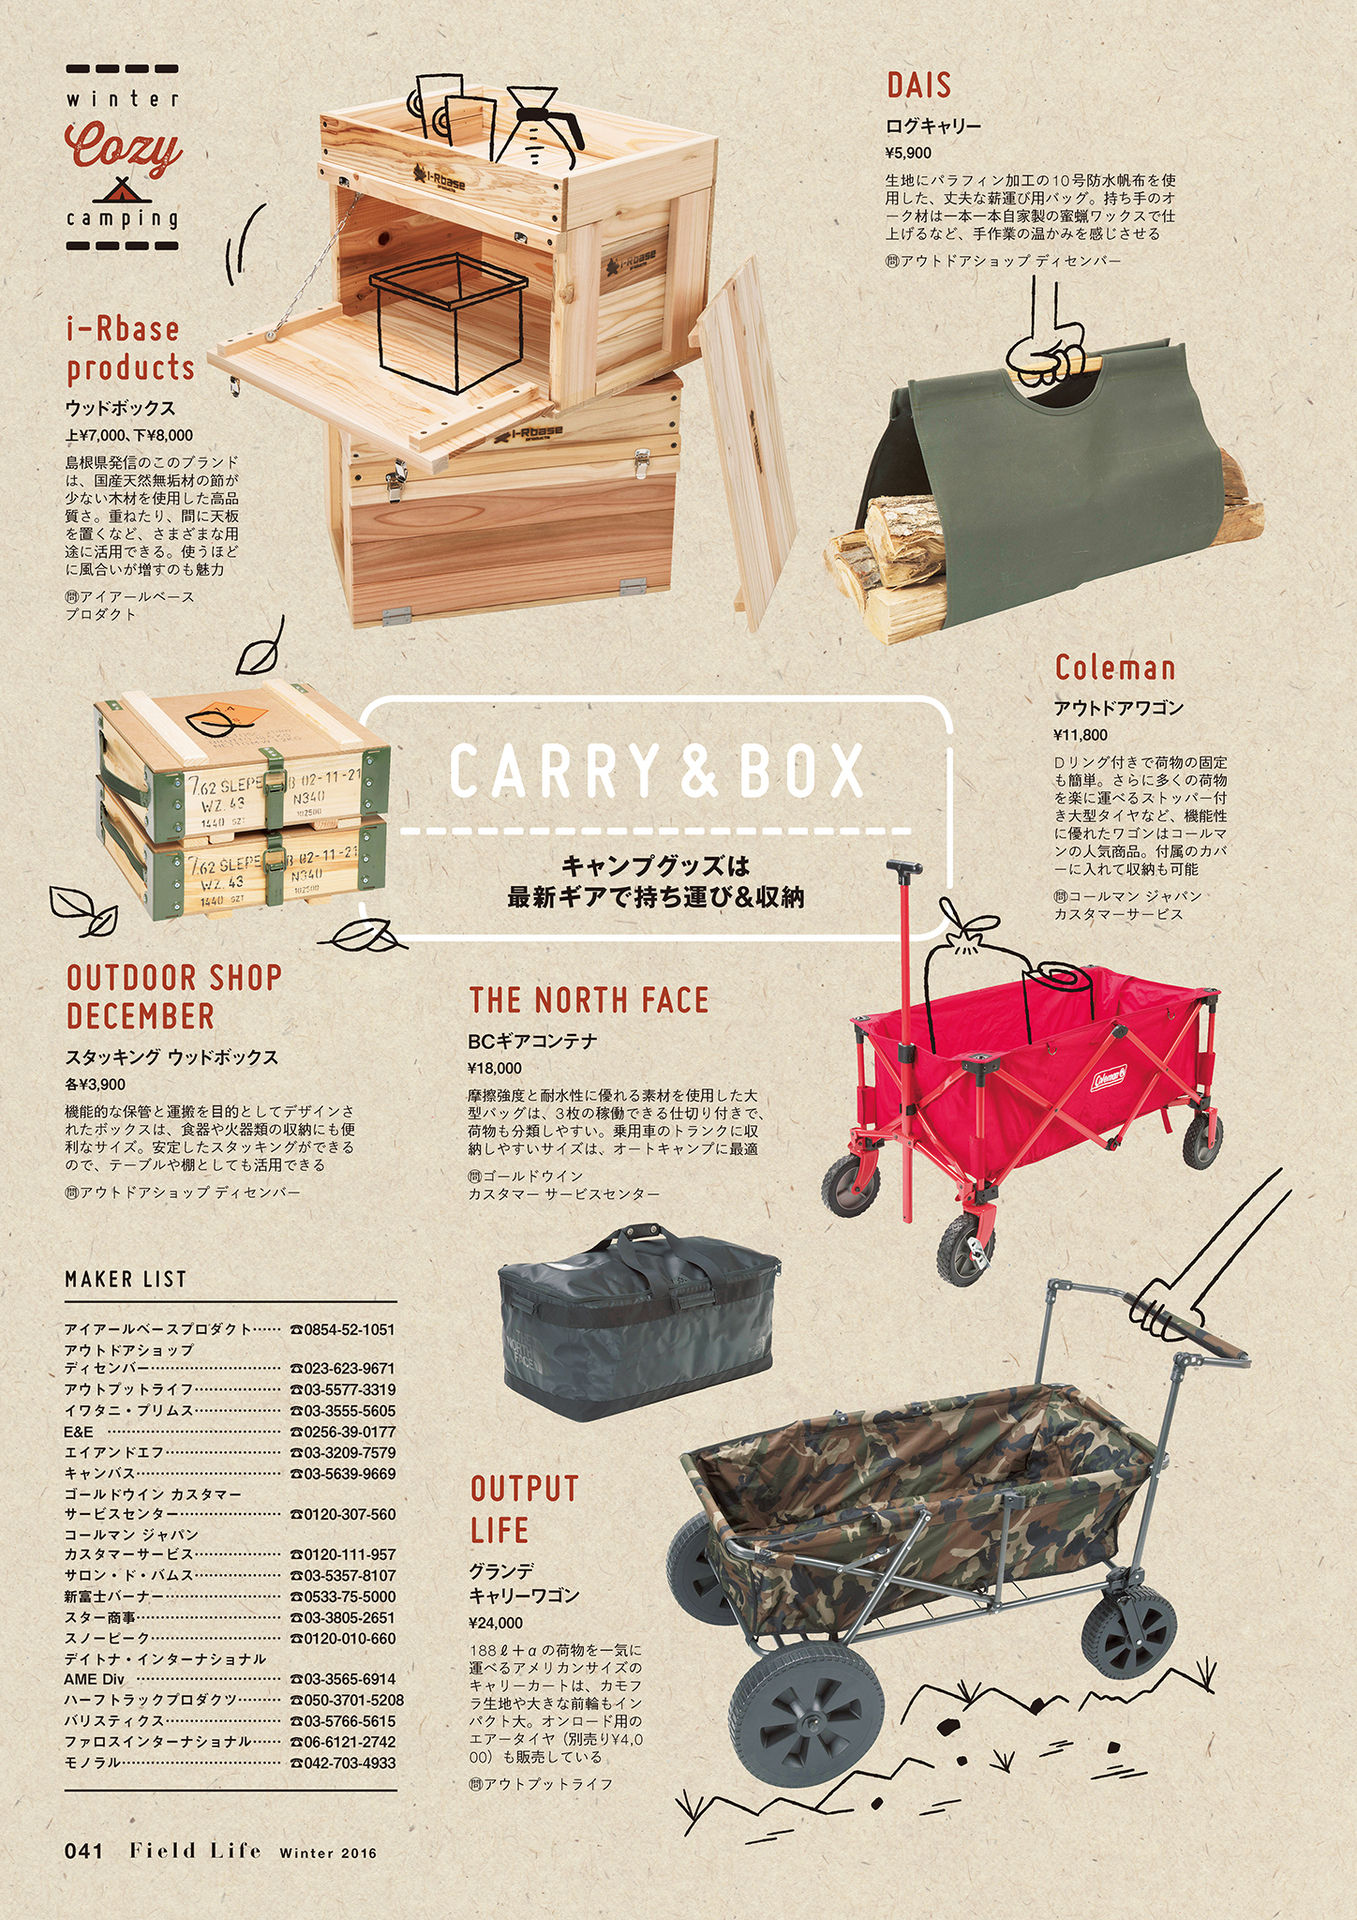 winter
Cozy
camping
i-Rbase
products
ウッドボックス
上¥7,000、下¥8,000
島根県発信のこのブランド
は、国産天然無垢材の節が
少ない木材を使用した高品
質さ。重ねたり、間に天板
を置くなど、さまざまな用
途に活用できる。使うほど
に風合いが増すのも魅力
㉄アイアールベース
プロダクト
i-Rbase
products
i-Rbase
products
i-Rbase
products
DAIS
ログキャリー
¥5,900
生地にパラフィン加工の10号防水帆布を使
用した、丈夫な薪運び用バッグ。持ち手のオ
ーク材は一本一本自家製の蜜蝋ワックスで仕
上げるなど、手作業の温かみを感じさせる
㉄アウトドアショップ ディセンバー
CARRY&BOX
キャンプグッズは
最新ギアで持ち運び&収納
7.62 SLEPE B 02-11-21
WZ. 43 N340
1440 SZT 102500
7.62 SLEPE B 02-11-21
WZ. 43 N340
1440 SZT 102500
Coleman
アウトドアワゴン
¥11,800
Dリング付きで荷物の固定
も簡単。さらに多くの荷物
を楽に運べるストッパー付
き大型タイヤなど、機能性
に優れたワゴンはコールマ
ンの人気商品。付属のカバ
ーに入れて収納も可能
㉄コールマン ジャパン
カスタマーサービス
Coleman
OUTDOOR SHOP
DECEMBER
スタッキング ウッドボックス
各¥3,900
機能的な保管と運搬を目的としてデザインさ
れたボックスは、食器や火器類の収納にも便
利なサイズ。安定したスタッキングができる
ので、テーブルや棚としても活用できる
㉄アウトドアショップ ディセンバー
THE NORTH FACE
BCギアコンテナ
¥18,000
摩擦強度と耐水性に優れる素材を使用した大
型バッグは、3枚の稼働できる仕切り付きで、
荷物も分類しやすい。乗用車のトランクに収
納しやすいサイズは、オートキャンプに最適
㉄ゴールドウイン
カスタマー サービスセンター
THE
NORTH
FACE
OUTPUT
LIFE
グランデ
キャリーワゴン
¥24,000
188ℓ+αの荷物を一気に
運べるアメリカンサイズの
キャリーカートは、カモフ
ラ生地や大きな前輪もイン
パクト大。オンロード用の
エアータイヤ(別売り¥4,0
00)も販売している
㉄アウトプットライフ
MAKER LIST
アイアールベースプロダクト…… ☎0854-52-1051
アウトドアショップ
ディセンバー……………………… ☎023-623-9671
アウトプットライフ……………… ☎03-5577-3319
イワタニ・プリムス……………… ☎03-3555-5605
E&E ……………………………… ☎0256-39-0177
エイアンドエフ…………………… ☎03-3209-7579
キャンバス………………………… ☎03-5639-9669
ゴールドウイン カスタマー
サービスセンター………………… ☎0120-307-560
コールマン ジャパン
カスタマーサービス……………… ☎0120-111-957
サロン・ド・バムス……………… ☎03-5357-8107
新富士バーナー…………………… ☎0533-75-5000
スター商事………………………… ☎03-3805-2651
スノーピーク……………………… ☎0120-010-660
デイトナ・インターナショナル
AME Div ………………………… ☎03-3565-6914
ハーフトラックプロダクツ……… ☎050-3701-5208
バリスティクス…………………… ☎03-5766-5615
ファロスインターナショナル…… ☎06-6121-2742
モノラル…………………………… ☎042-703-4933
041 Field Life Winter 2016